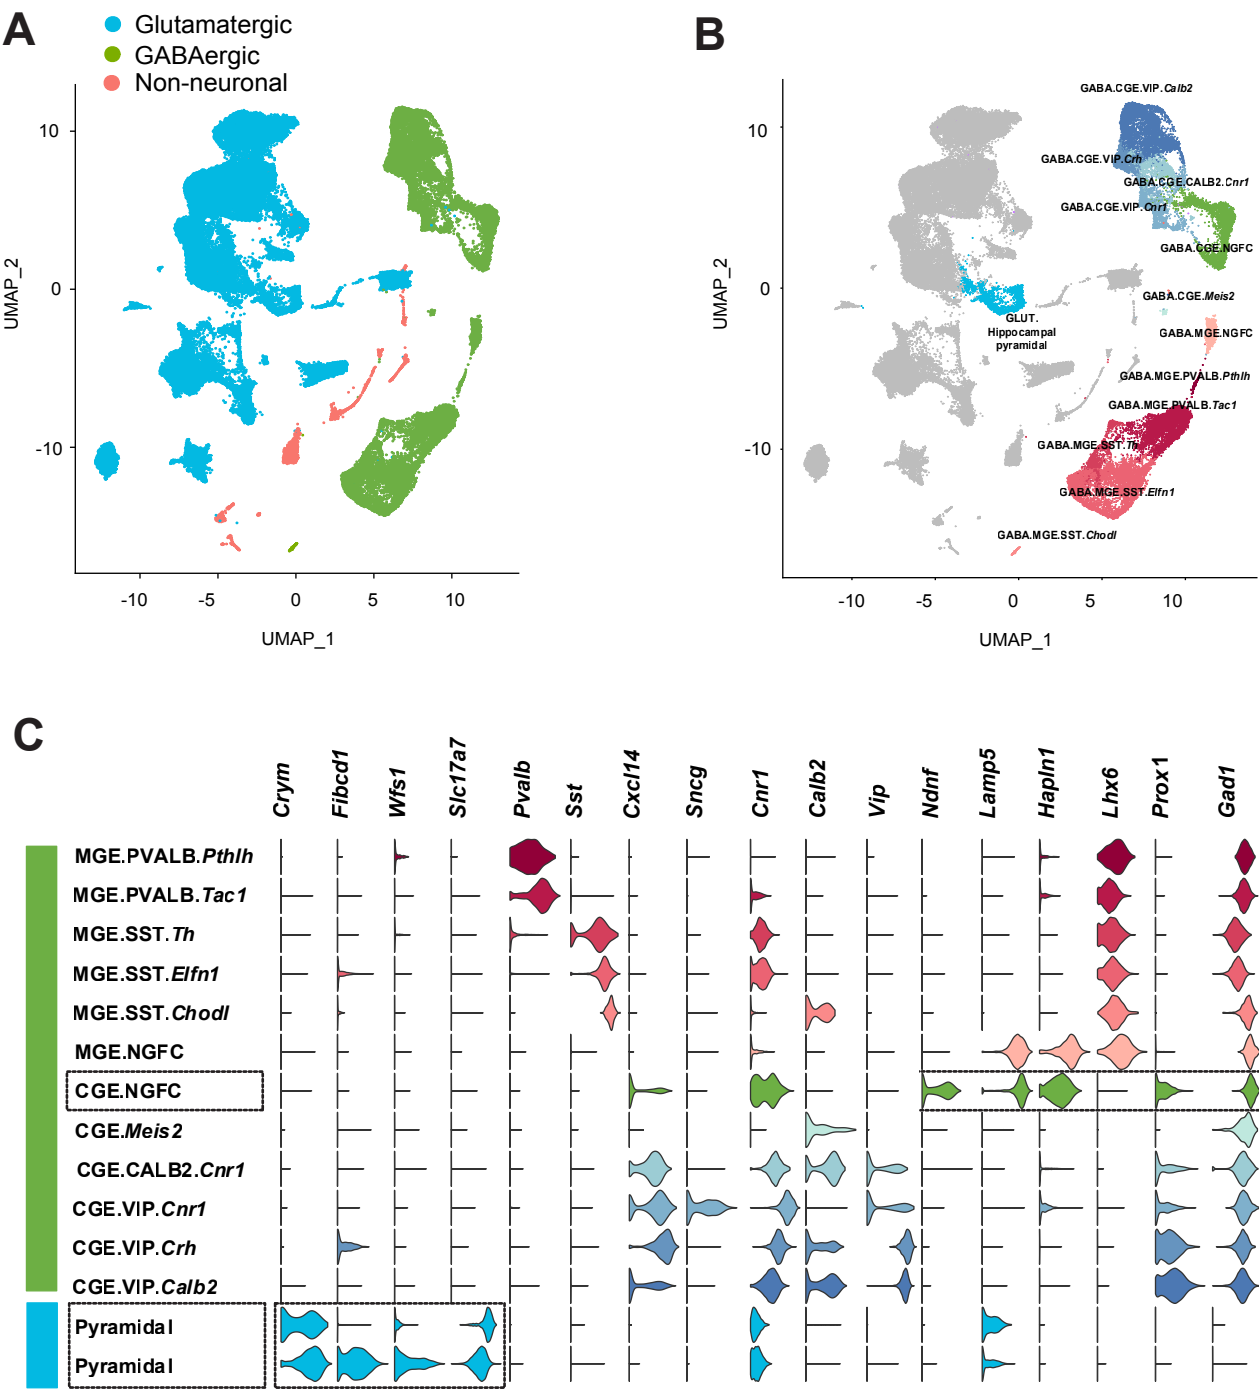 A
Glutamatergic
GABAergic
Non-neuronal
10
0
-10
UMAP_2
-10
-5
0
5
10
UMAP_1
B
GABA.CGE.VIP.Calb2
GABA.CGE.VIP.Crh
GABA.CGE.CALB2.Cnr1
GABA.CGE.VIP.Cnr1
GABA.CGE.NGFC
GABA.CGE.Meis2
GLUT.
Hippocampal
pyramidal
GABA.MGE.NGFC
GABA.MGE.PVALB.Pthlh
GABA.MGE.PVALB.Tac1
GABA.MGE.SST.Th
GABA.MGE.SST.Elfn1
GABA.MGE.SST.Chodl
10
0
-10
UMAP_2
-10
-5
0
5
10
UMAP_1
C
Crym
Fibcd1
Wfs1
Slc17a7
Pvalb
Sst
Cxcl14
Sncg
Cnr1
Calb2
Vip
Ndnf
Lamp5
Hapln1
Lhx6
Prox1
Gad1
MGE.PVALB.Pthlh
MGE.PVALB.Tac1
MGE.SST.Th
MGE.SST.Elfn1
MGE.SST.Chodl
MGE.NGFC
CGE.NGFC
CGE.Meis2
CGE.CALB2.Cnr1
CGE.VIP.Cnr1
CGE.VIP.Crh
CGE.VIP.Calb2
Pyramidal
Pyramidal